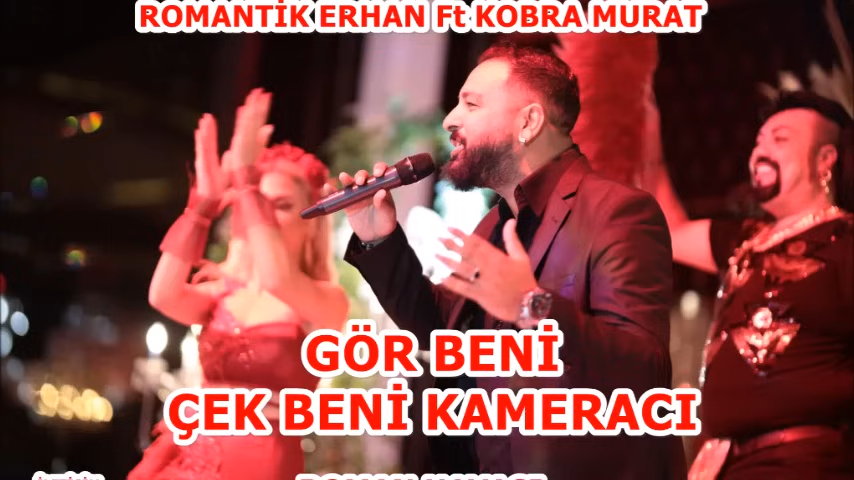 ROMANTİK ERHAN Ft KOBRA MURAT
GÖR BENİ
ÇEK BENİ KAMERACI